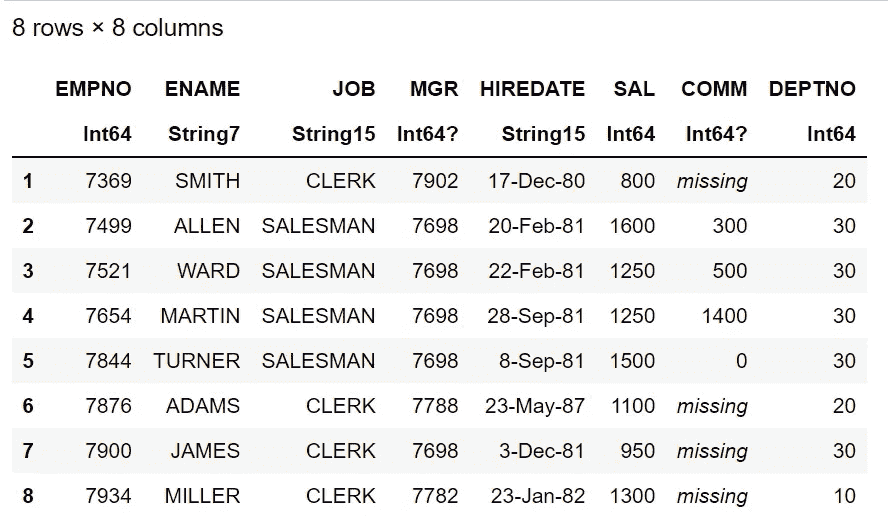 8 rows × 8 columns
EMPNO ENAME JOB MGR HIREDATE SAL COMM DEPTNO
Int64 String7 String15 Int64? String15 Int64 Int64? Int64
1 7369 SMITH CLERK 7902 17-Dec-80 800 missing 20
2 7499 ALLEN SALESMAN 7698 20-Feb-81 1600 300 30
3 7521 WARD SALESMAN 7698 22-Feb-81 1250 500 30
4 7654 MARTIN SALESMAN 7698 28-Sep-81 1250 1400 30
5 7844 TURNER SALESMAN 7698 8-Sep-81 1500 0 30
6 7876 ADAMS CLERK 7788 23-May-87 1100 missing 20
7 7900 JAMES CLERK 7698 3-Dec-81 950 missing 30
8 7934 MILLER CLERK 7782 23-Jan-82 1300 missing 10